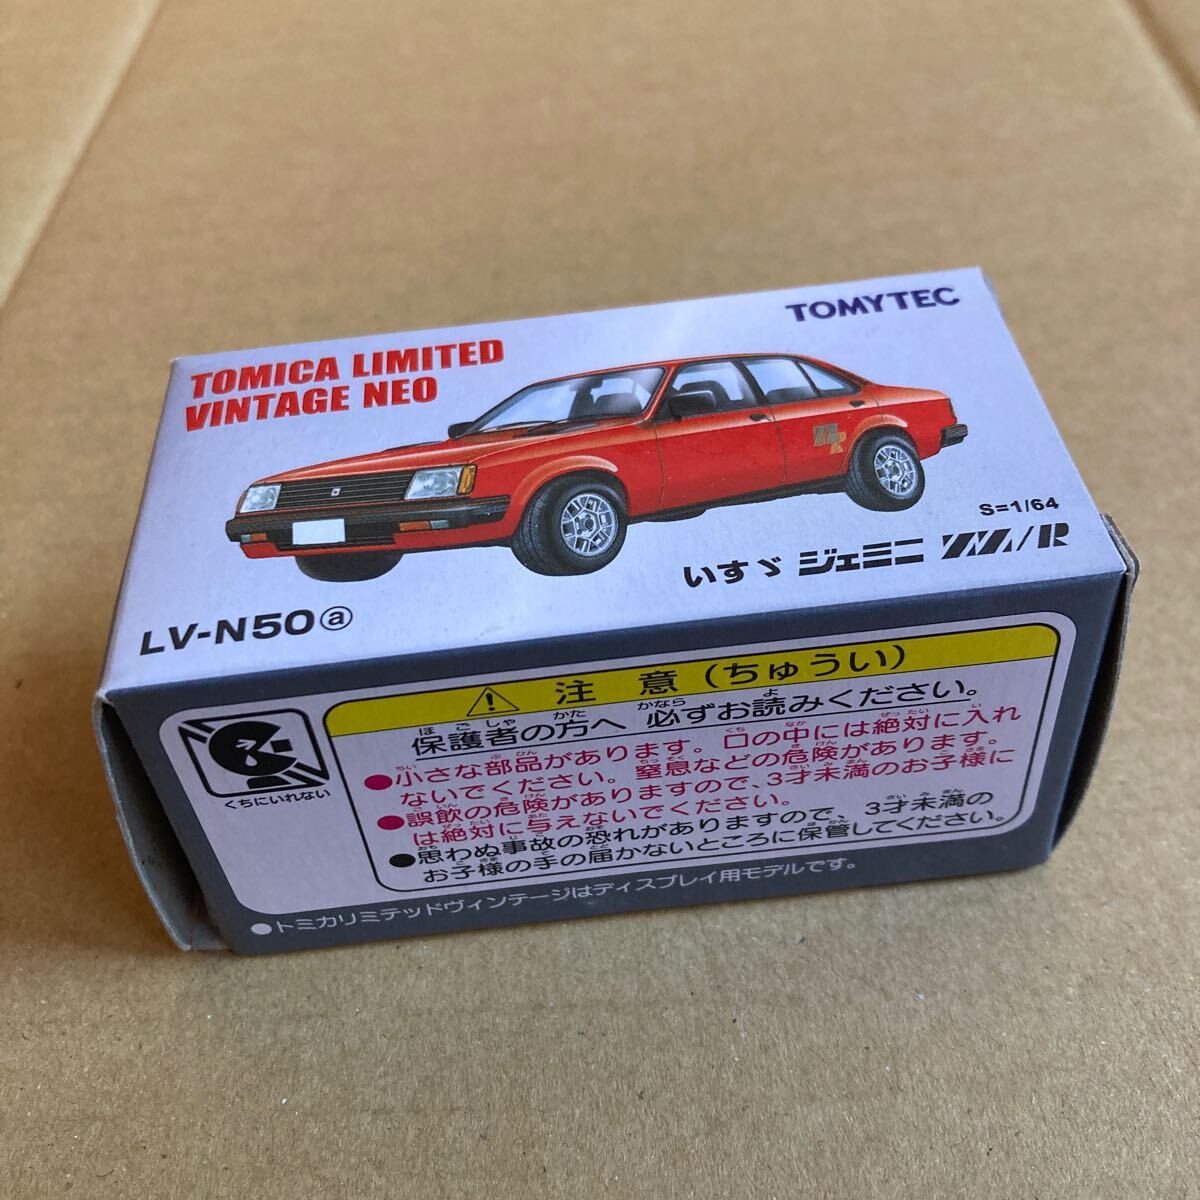 TOMICA LIMITED
VINTAGE NEO
TOMYTEC
S=1/64
いすゞ ジェミニ ZZ/R
LV-N50ⓐ
注 意(ちゅうい)
保護者の方へ 必ずお読みください。
●小さな部品があります。口の中には絶対に入れ
ないでください。窒息などの危険があります。
●誤飲の危険がありますので、3才未満のお子様に
は絶対に与えないでください。
●思わぬ事故の恐れがありますので、3才未満の
お子様の手の届かないところに保管してください。
くちにいれない
●トミカリミテッドヴィンテージはディスプレイ用モデルです。